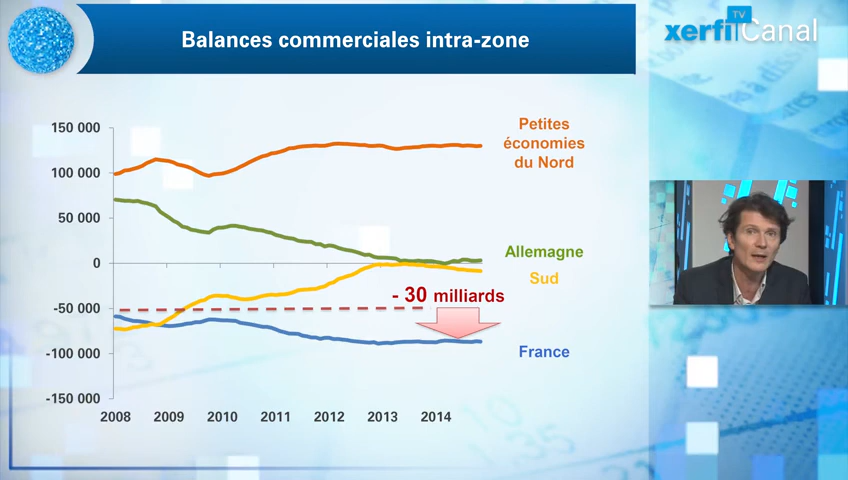 Balances commerciales intra-zone
xerfi TV Canal
150 000
100 000
50 000
0
-50 000
-100 000
-150 000
2008 2009 2010 2011 2012 2013 2014
Petites
économies
du Nord
Allemagne
Sud
- 30 milliards
France